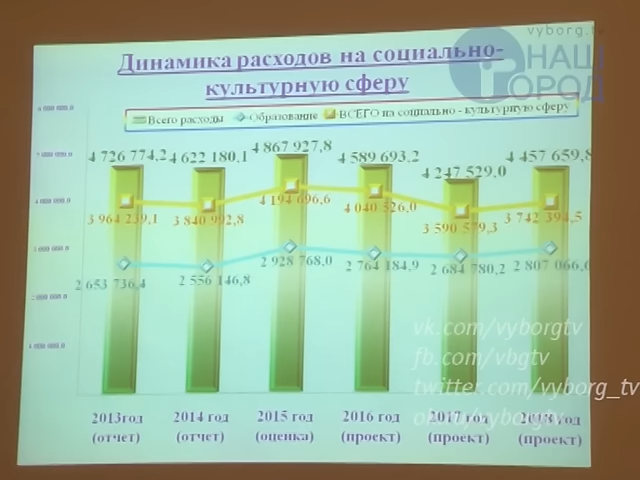 vyborg.tv
НАШ
ГОРОД
Динамика расходов на социально-
культурную сферу
Всего расходы Образование ВСЕГО на социально - культурную сферу
4 726 774,2 4 622 180,1 4 867 927,8 4 589 693,2 4 247 529,0 4 457 659,8
3 964 239,1 3 840 992,8 4 194 696,6 4 040 526,0 3 590 579,3 3 742 394,5
2 653 736,4 2 556 146,8 2 928 768,0 2 764 184,9 2 684 780,2 2 807 066,0
vk.com/vyborgtv
fb.com/vbgtv
twitter.com/vyborg_tv
2013год 2014 год 2015 год 2016 год 2017 год 2018 год
(отчет) (отчет) (оценка) (проект) (проект) (проект)